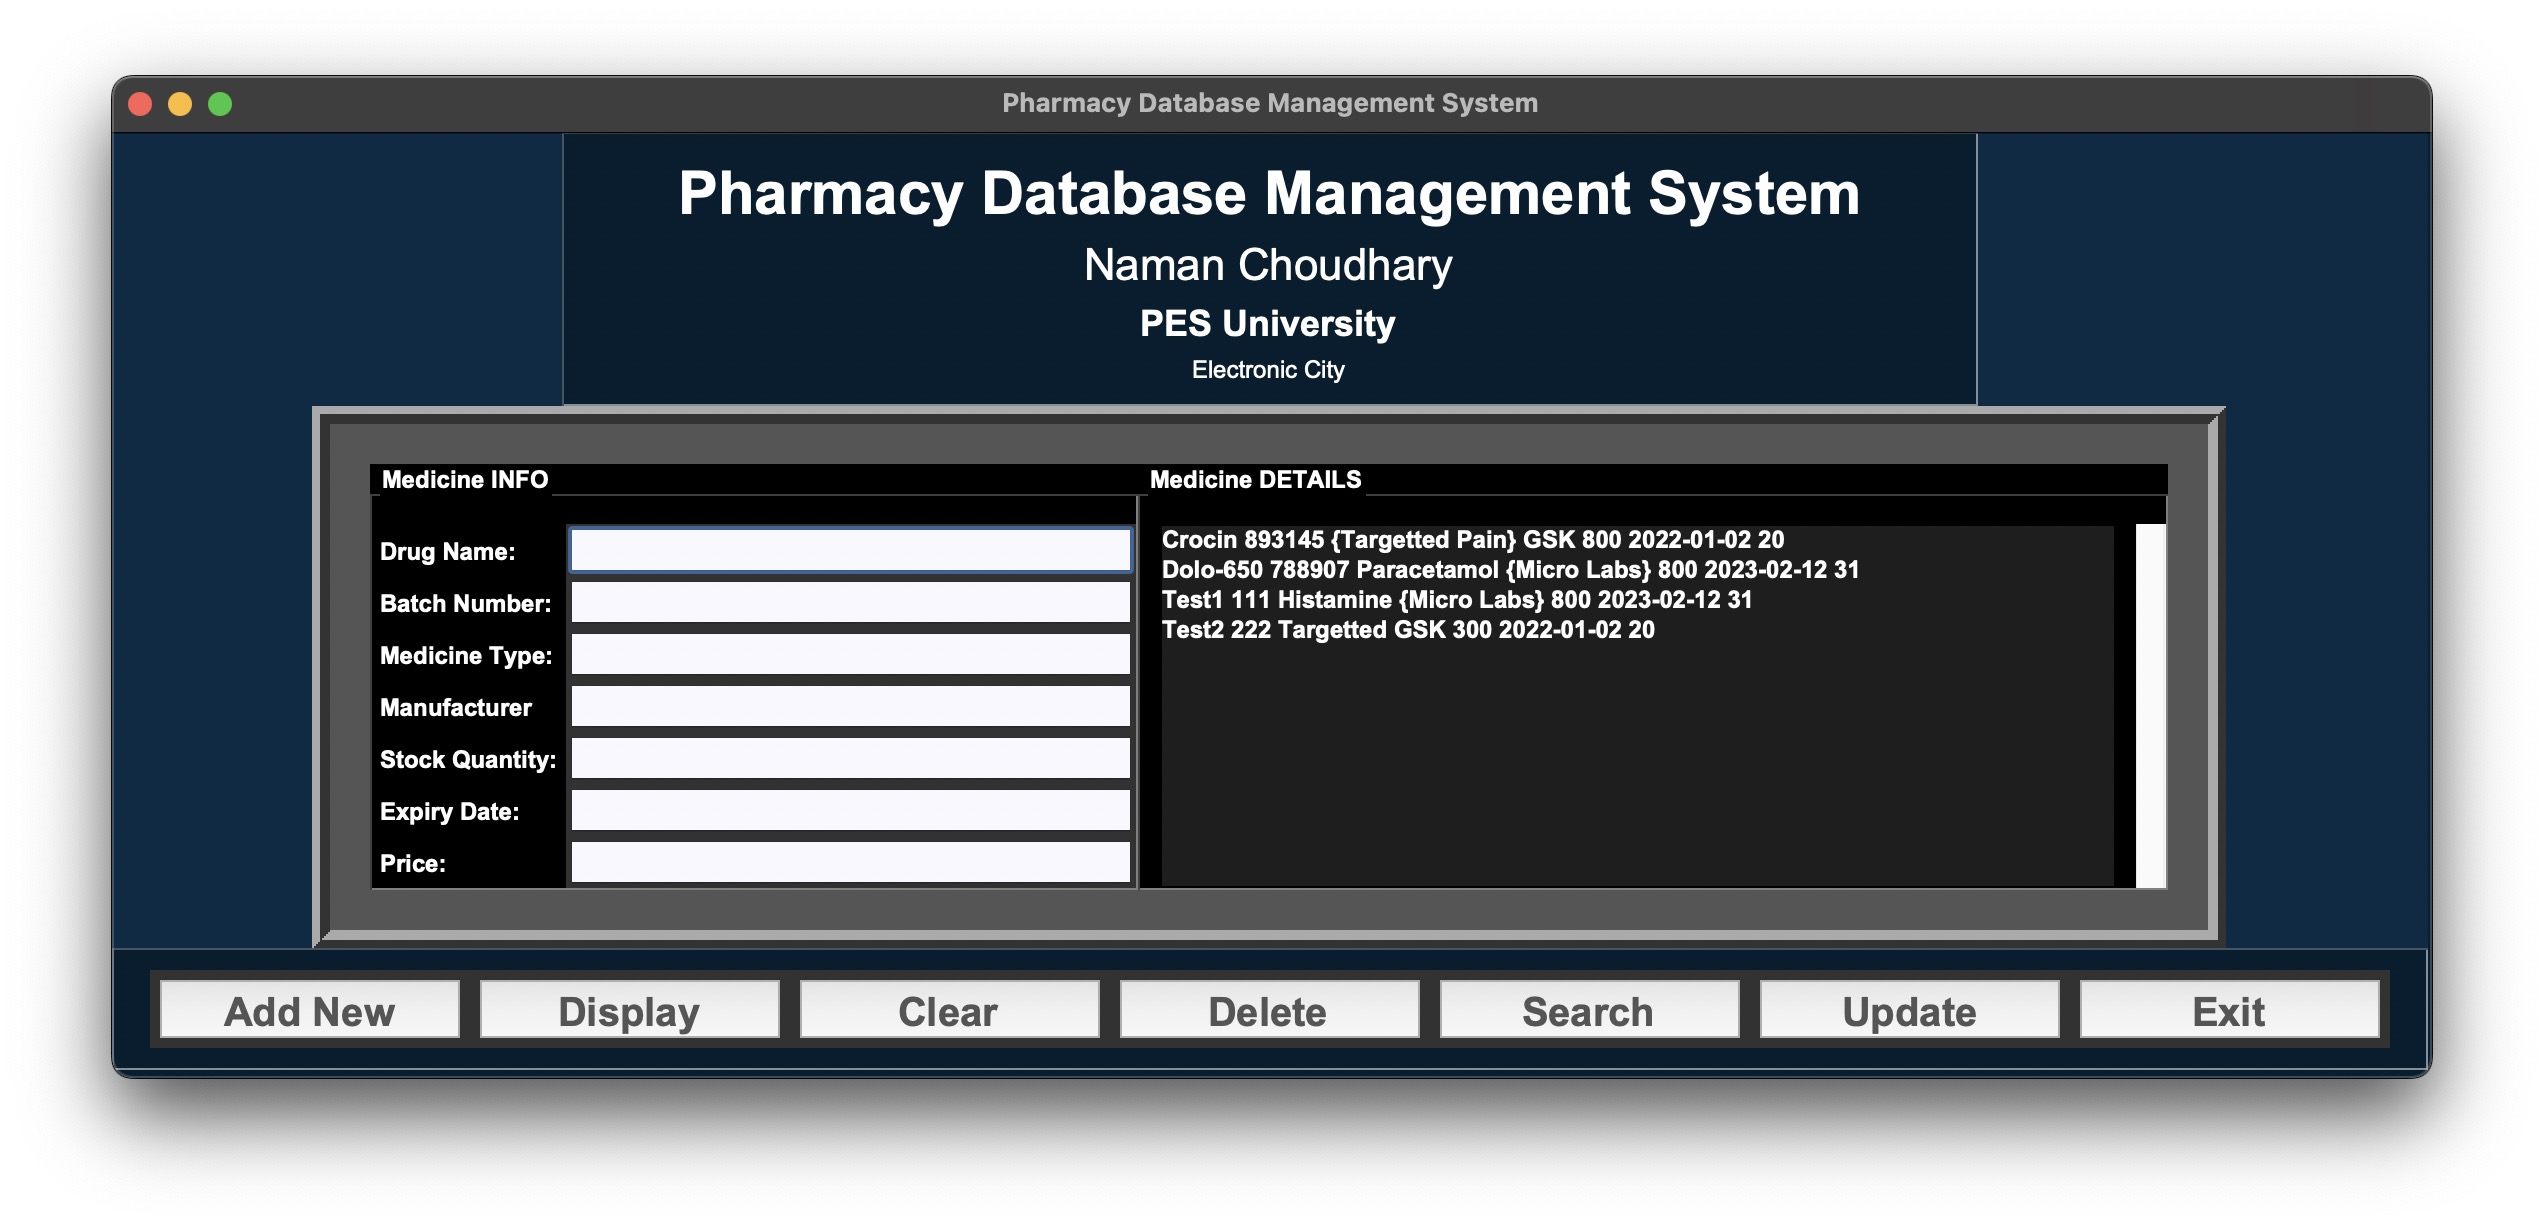 Pharmacy Database Management System
Pharmacy Database Management System
Naman Choudhary
PES University
Electronic City
Medicine INFO
Drug Name:
Batch Number:
Medicine Type:
Manufacturer
Stock Quantity:
Expiry Date:
Price:
Medicine DETAILS
Crocin 893145 {Targetted Pain} GSK 800 2022-01-02 20
Dolo-650 788907 Paracetamol {Micro Labs} 800 2023-02-12 31
Test1 111 Histamine {Micro Labs} 800 2023-02-12 31
Test2 222 Targetted GSK 300 2022-01-02 20
Add New
Display
Clear
Delete
Search
Update
Exit